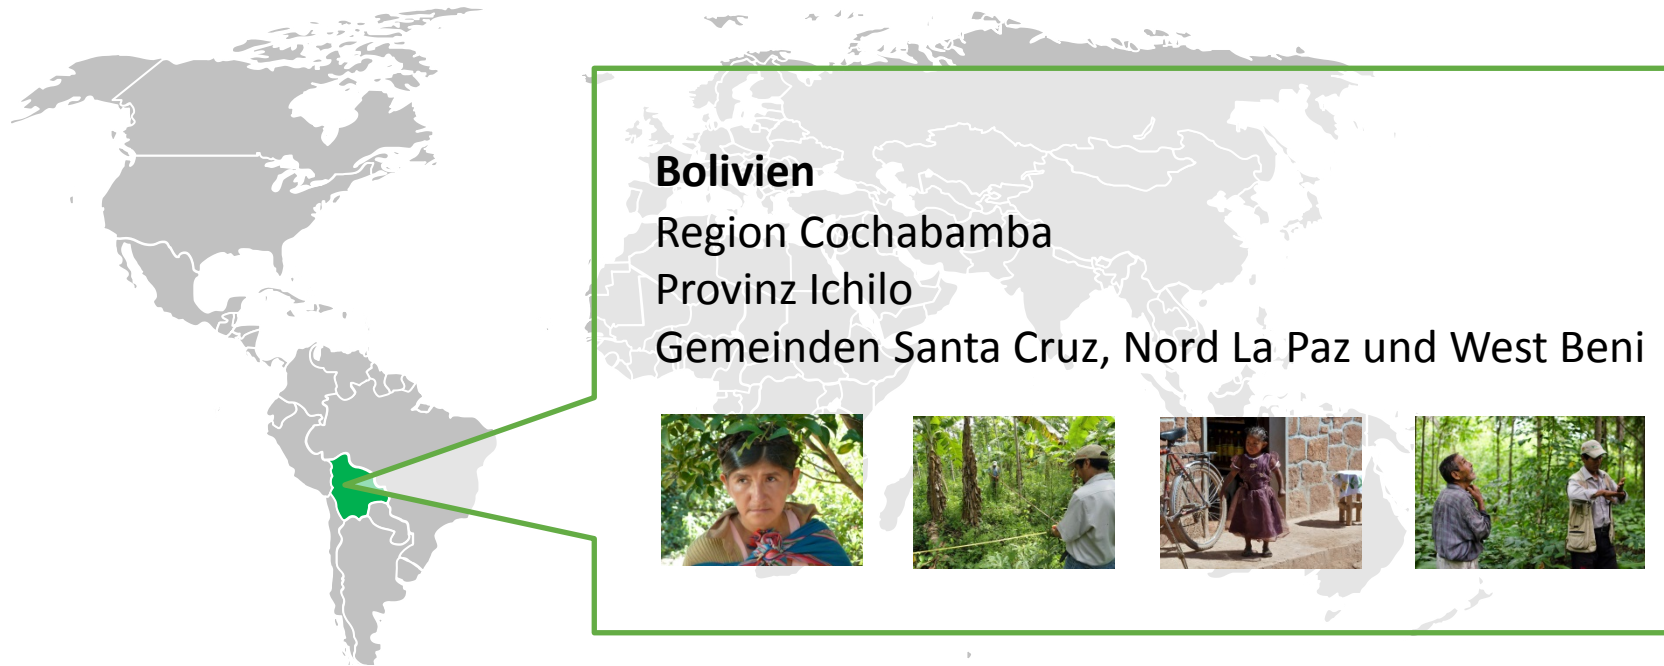 Bolivien
Region Cochabamba
Provinz Ichilo
Gemeinden Santa Cruz, Nord La Paz und West Beni